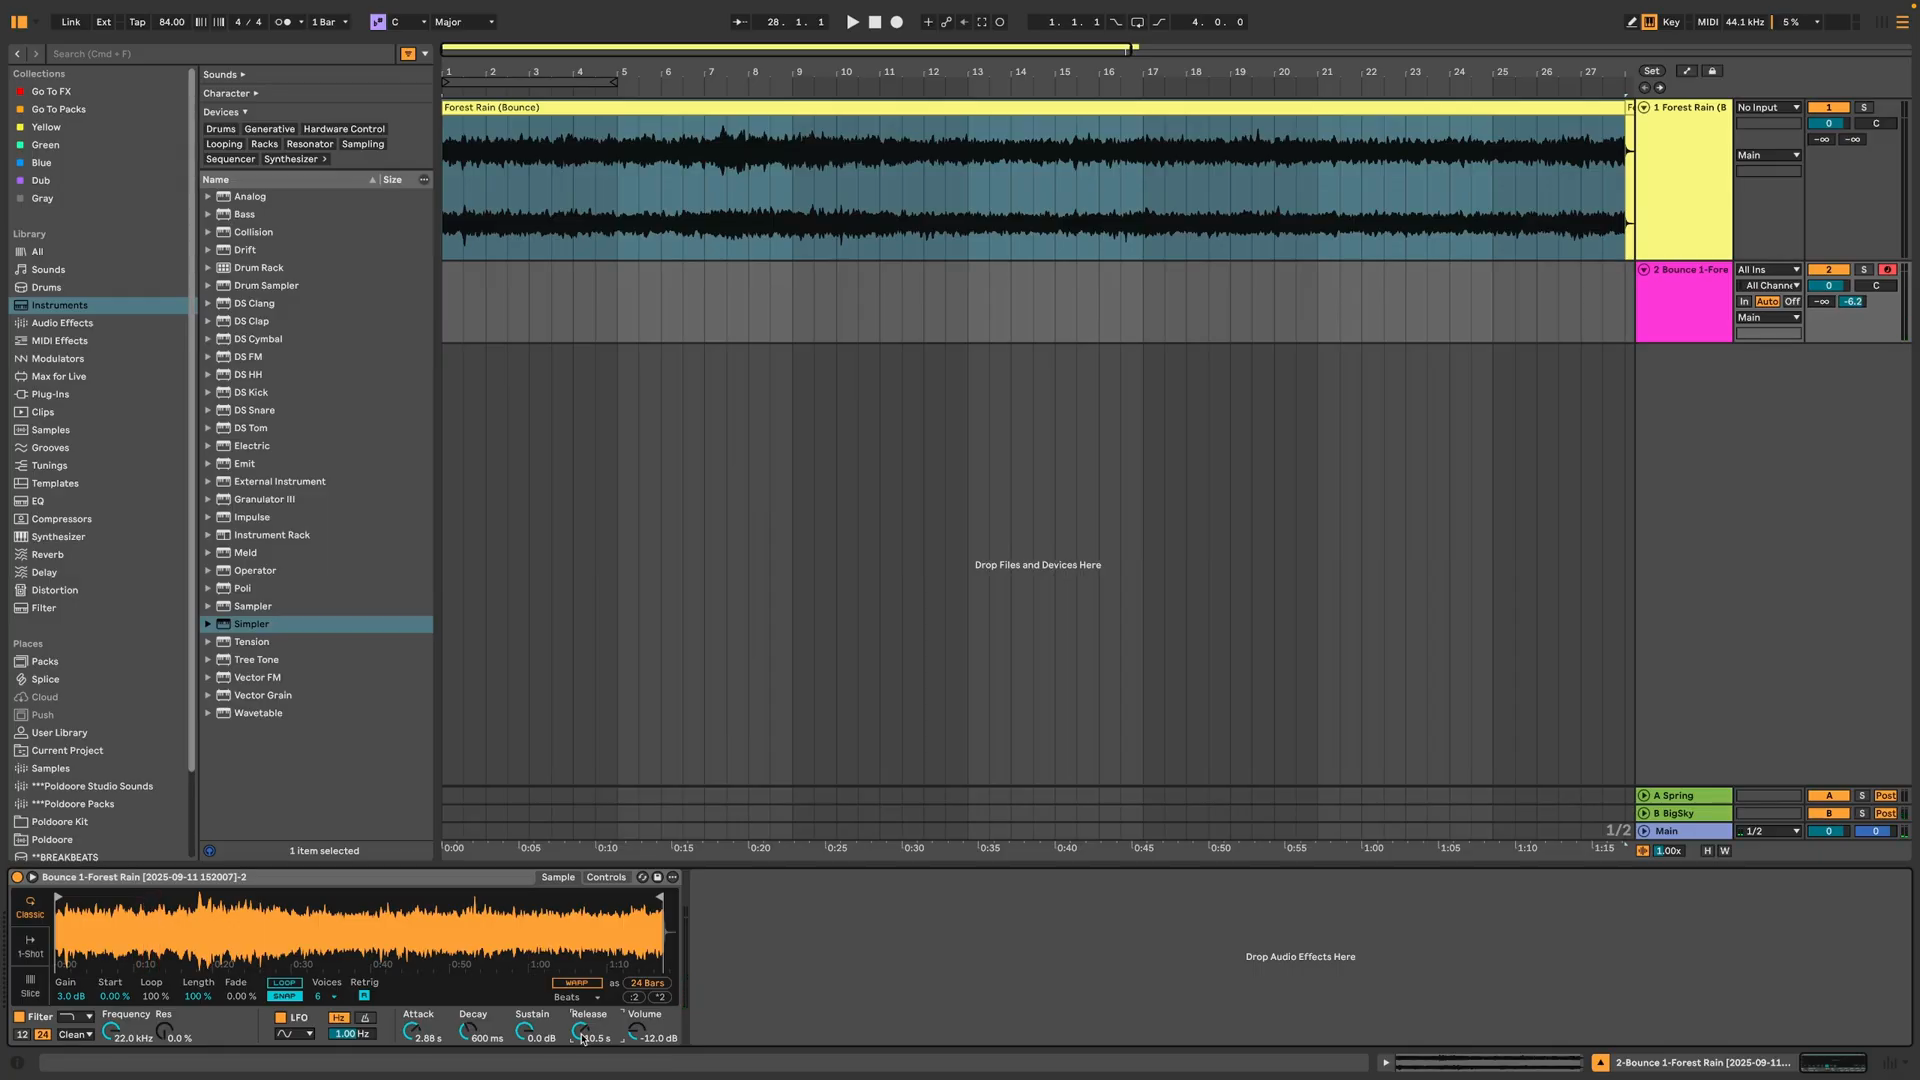 Link Ext Tap 84.00 4 / 4 1 Bar C Major 28. 1. 1 1. 1. 1 4. 0. 0 Key MIDI 44.1 kHz 5 %
Search (Cmd + F)
Collections
Go To FX
Go To Packs
Yellow
Green
Blue
Dub
Gray
Library
All
Sounds
Drums
Instruments
Audio Effects
MIDI Effects
Modulators
Max for Live
Plug-Ins
Clips
Samples
Grooves
Tunings
Templates
EQ
Compressors
Synthesizer
Reverb
Delay
Distortion
Filter
Places
Packs
Splice
Cloud
Push
User Library
Current Project
Samples
***Poldoore Studio Sounds
***Poldoore Packs
Poldoore Kit
Poldoore
**BREAKBEATS
Sounds
Character
Devices
Drums Generative Hardware Control
Looping Racks Resonator Sampling
Sequencer Synthesizer >
Name Size
Analog
Bass
Collision
Drift
Drum Rack
Drum Sampler
DS Clang
DS Clap
DS Cymbal
DS FM
DS HH
DS Kick
DS Snare
DS Tom
Electric
Emit
External Instrument
Granulator III
Impulse
Instrument Rack
Meld
Operator
Poli
Sampler
Simpler
Tension
Tree Tone
Vector FM
Vector Grain
Wavetable
1 item selected
1 2 3 4 5 6 7 8 9 10 11 12 13 14 15 16 17 18 19 20 21 22 23 24 25 26 27
Set
Forest Rain (Bounce) F
1 Forest Rain (B No Input 1 S
0 C
-∞ -∞
Main
2 Bounce 1-Fore All Ins 2 S
All Channe 0 C
In Auto Off -∞ -6.2
Main
Drop Files and Devices Here
A Spring A S Post
B BigSky B S Post
1/2 Main 1/2 0 0
0:00 0:05 0:10 0:15 0:20 0:25 0:30 0:35 0:40 0:45 0:50 0:55 1:00 1:05 1:10 1:15
1.00x H W
Bounce 1-Forest Rain [2025-09-11 152007]-2 Sample Controls
Classic
1-Shot
Slice
0:00 0:10 0:20 0:30 0:40 0:50 1:00 1:10
Gain Start Loop Length Fade LOOP Voices Retrig WARP as 24 Bars
3.0 dB 0.00 % 100 % 100 % 0.00 % SNAP 6 R Beats :2 *2
Filter Frequency Res LFO Hz Attack Decay Sustain Release Volume
12 24 Clean 22.0 kHz 0.0 % 1.00 Hz 2.88 s 600 ms 0.0 dB 10.5 s -12.0 dB
Drop Audio Effects Here
2-Bounce 1-Forest Rain [2025-09-11...